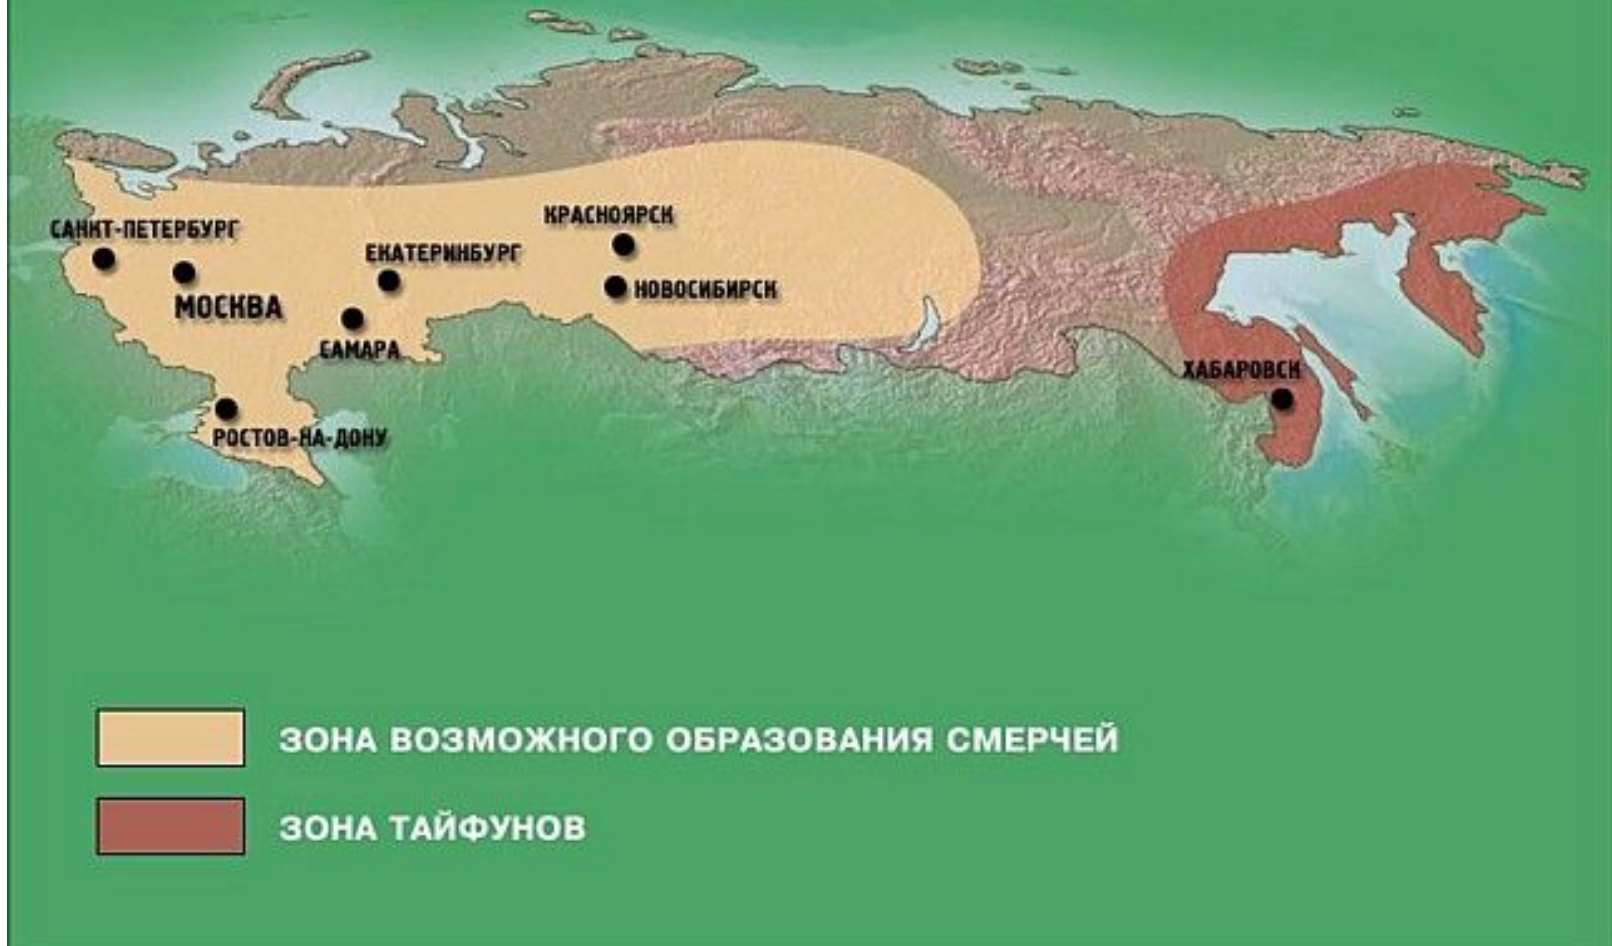 КРАСНОЯРСК
САНКТ-ПЕТЕРБУРГ
ЕКАТЕРИНБУРГ
НОВОСИБИРСК
МОСКВА
САМАРА
ХАБАРОВСК
РОСТОВ-НА-ДОНУ
ЗОНА ВОЗМОЖНОГО ОБРАЗОВАНИЯ СМЕРЧЕЙ
ЗОНА ТАЙФУНОВ